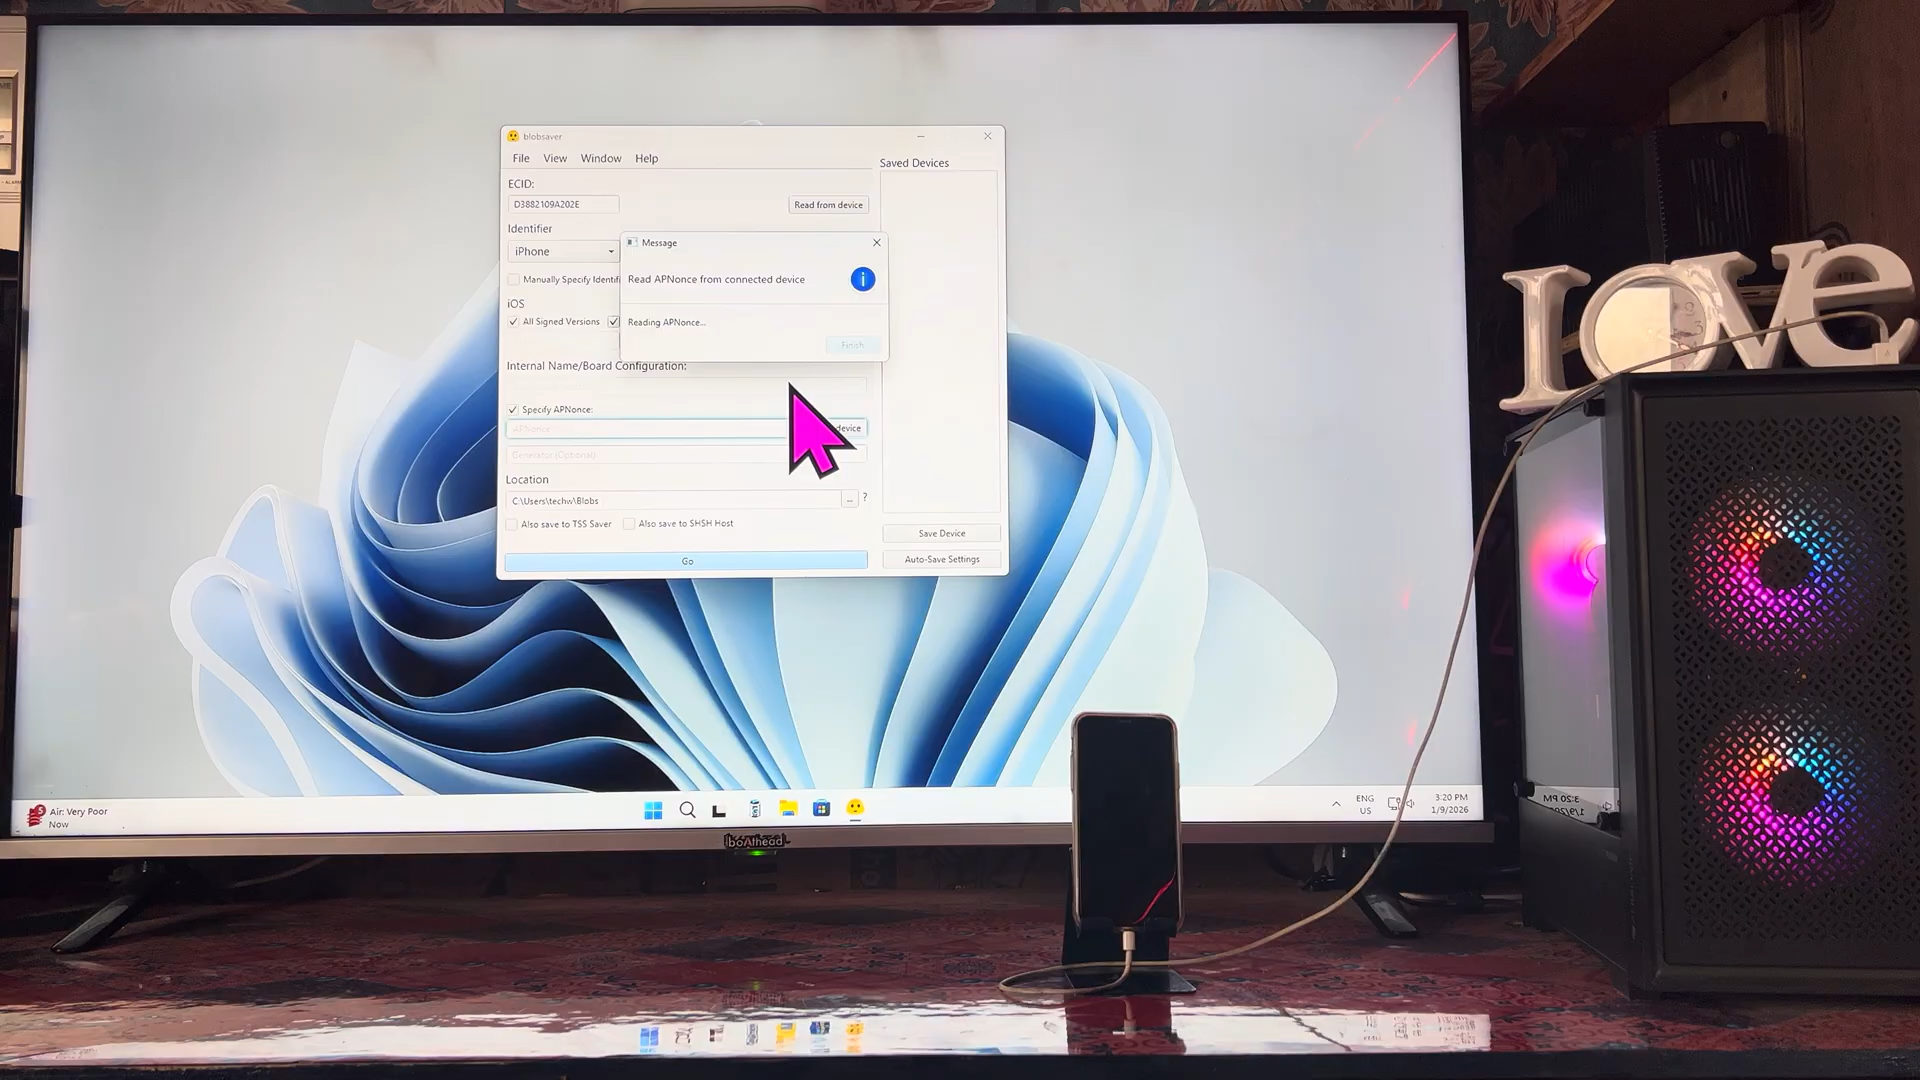 blobsaver
File View Window Help
Saved Devices
ECID:
D3882109A202E
Read from device
Identifier
iPhone
Manually Specify Identifi
Message
Read APNonce from connected device
Reading APNonce...
Finish
iOS
All Signed Versions
Internal Name/Board Configuration:
Specify APNonce:
APNonce
device
Generator (Optional)
Location
C:\Users\techw\Blobs
... ?
Also save to TSS Saver
Also save to SHSH Host
Go
Save Device
Auto-Save Settings
Air: Very Poor
Now
ENG
US
3:20 PM
1/9/2026
LOVE